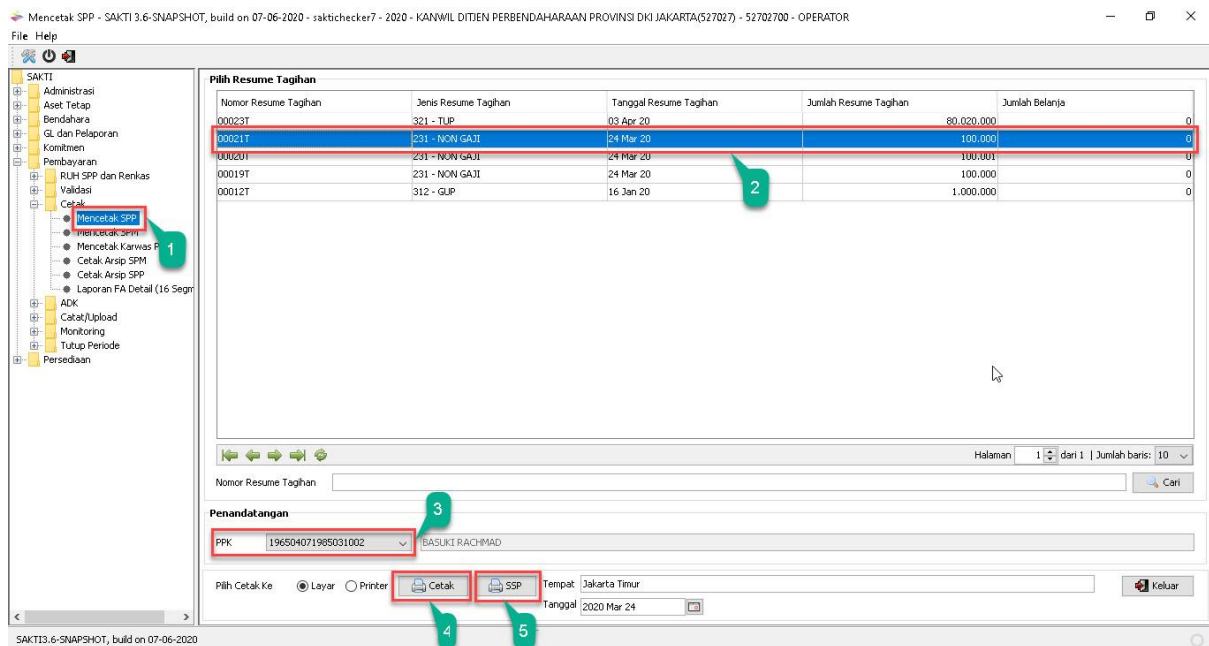 Mencetak SPP - SAKTI 3.6-SNAPSHOT, build on 07-06-2020 - saktichecker7 - 2020 - KANWIL DITJEN PERBENDAHARAAN PROVINSI DKI JAKARTA(527027) - 52702700 - OPERATOR
File Help
SAKTI
Administrasi
Aset Tetap
Bendahara
GL dan Pelaporan
Komitmen
Pembayaran
RUH SPP dan Renkas
Validasi
Cetak
Mencetak SPP
Mencetak SPM
Mencetak Karwas P
Cetak Arsip SPM
Cetak Arsip SPP
Laporan FA Detail (16 Segm
ADK
Catat/Upload
Monitoring
Tutup Periode
Persediaan
1
Pilih Resume Tagihan
Nomor Resume Tagihan Jenis Resume Tagihan Tanggal Resume Tagihan Jumlah Resume Tagihan Jumlah Belanja
00023T 321 - TUP 03 Apr 20 80.020.000 0
00021T 231 - NON GAJI 24 Mar 20 100.000 0
00020T 231 - NON GAJI 24 Mar 20 100.001 0
00019T 231 - NON GAJI 24 Mar 20 100.000 0
00012T 312 - GUP 16 Jan 20 1.000.000 0
2
Halaman 1 dari 1 | Jumlah baris: 10
Nomor Resume Tagihan Cari
Penandatangan
3
PPK 196504071985031002 BASUKI RACHMAD
Pilih Cetak Ke Layar Printer Cetak SSP Tempat Jakarta Timur Keluar
Tanggal 2020 Mar 24
4 5
SAKTI3.6-SNAPSHOT, build on 07-06-2020